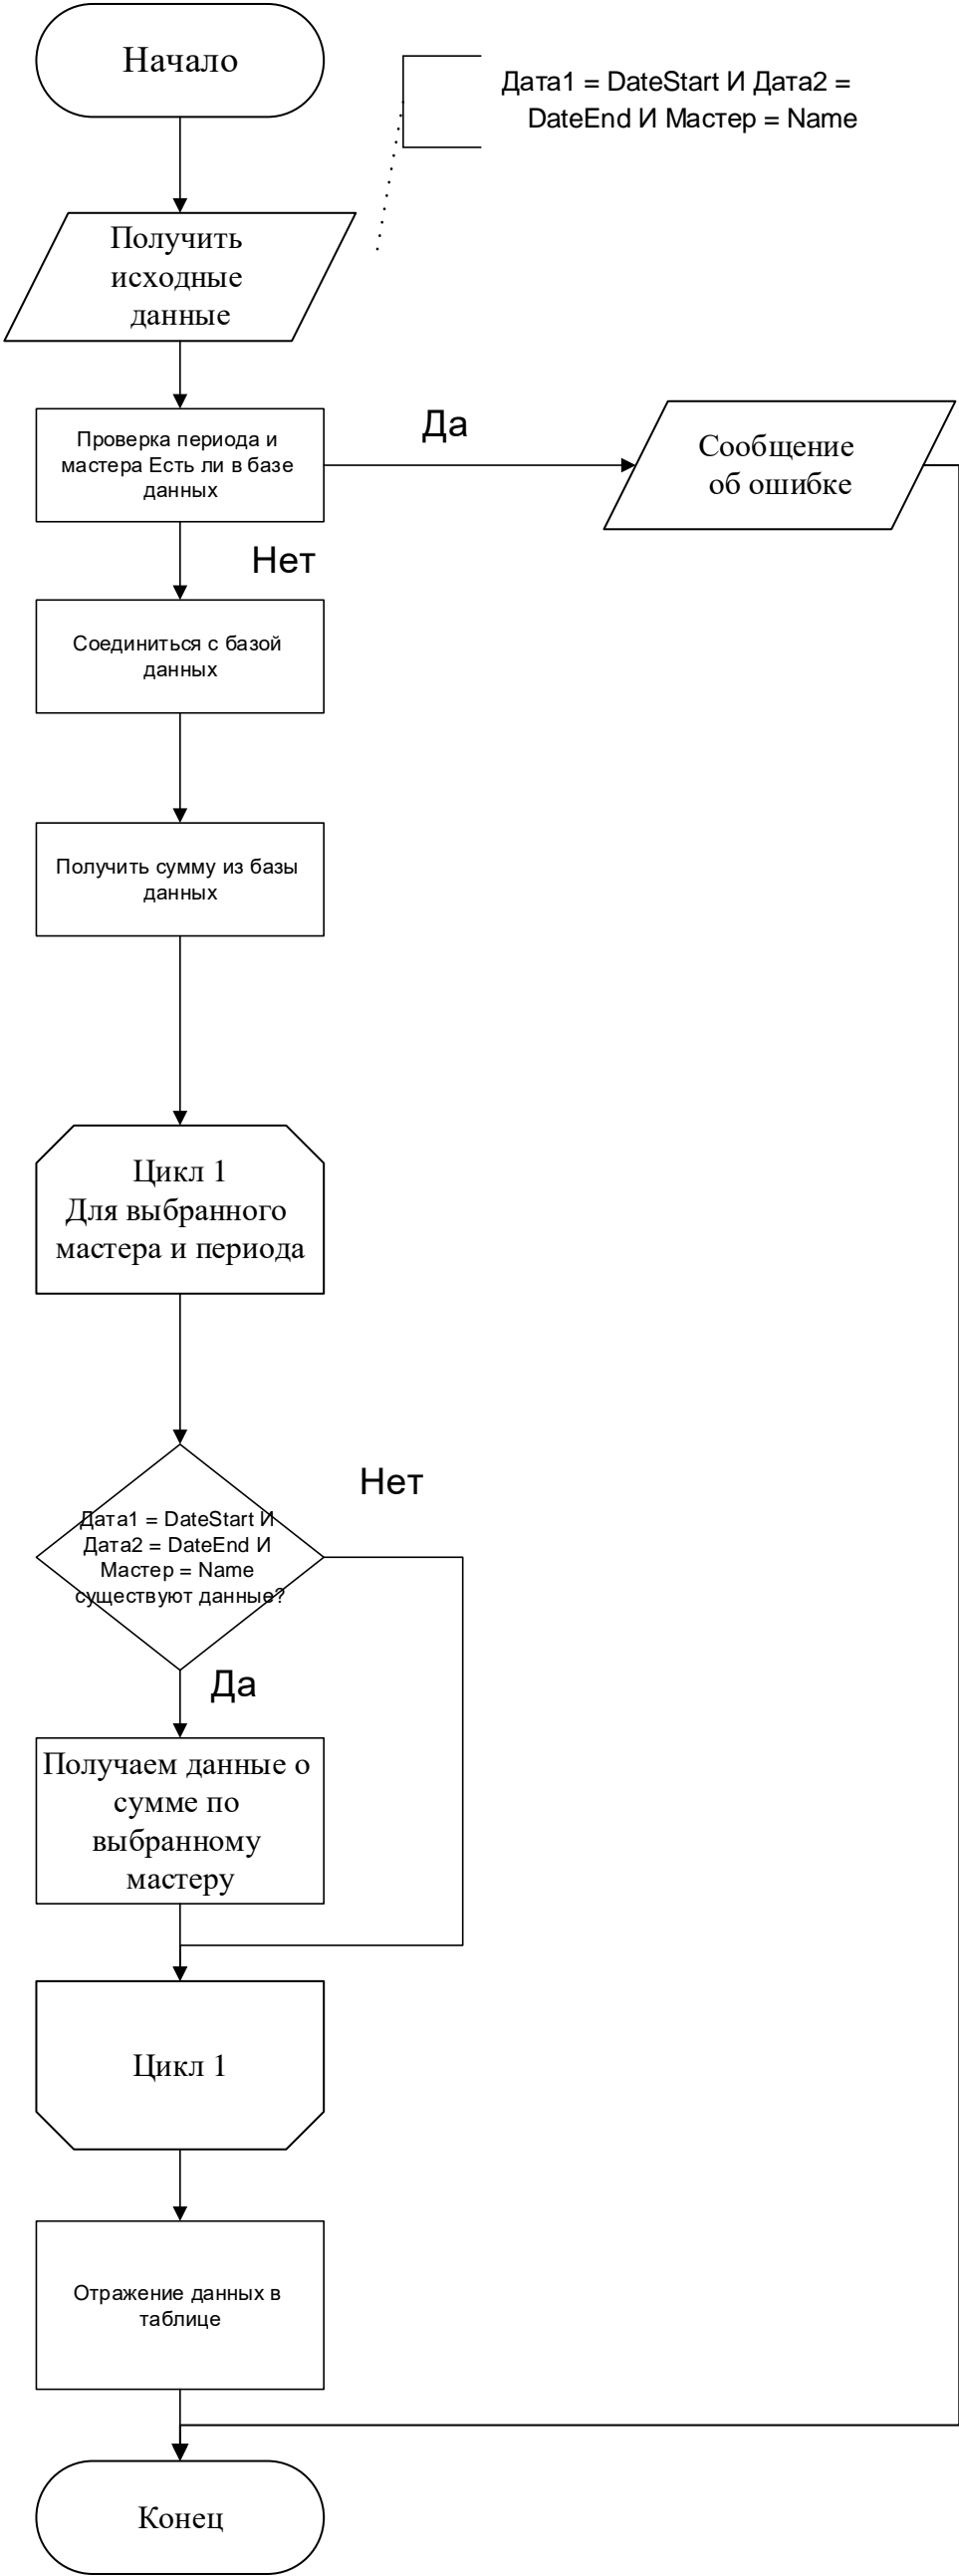 Начало
Дата1 = DateStart И Дата2 =
DateEnd И Мастер = Name
Получить
исходные
данные
Проверка периода и
мастера Есть ли в базе
данных
Да
Сообщение
об ошибке
Нет
Соединиться с базой
данных
Получить сумму из базы
данных
Цикл 1
Для выбранного
мастера и периода
Нет
Дата1 = DateStart И
Дата2 = DateEnd И
Мастер = Name
существуют данные?
Да
Получаем данные о
сумме по
выбранному
мастеру
Цикл 1
Отражение данных в
таблице
Конец